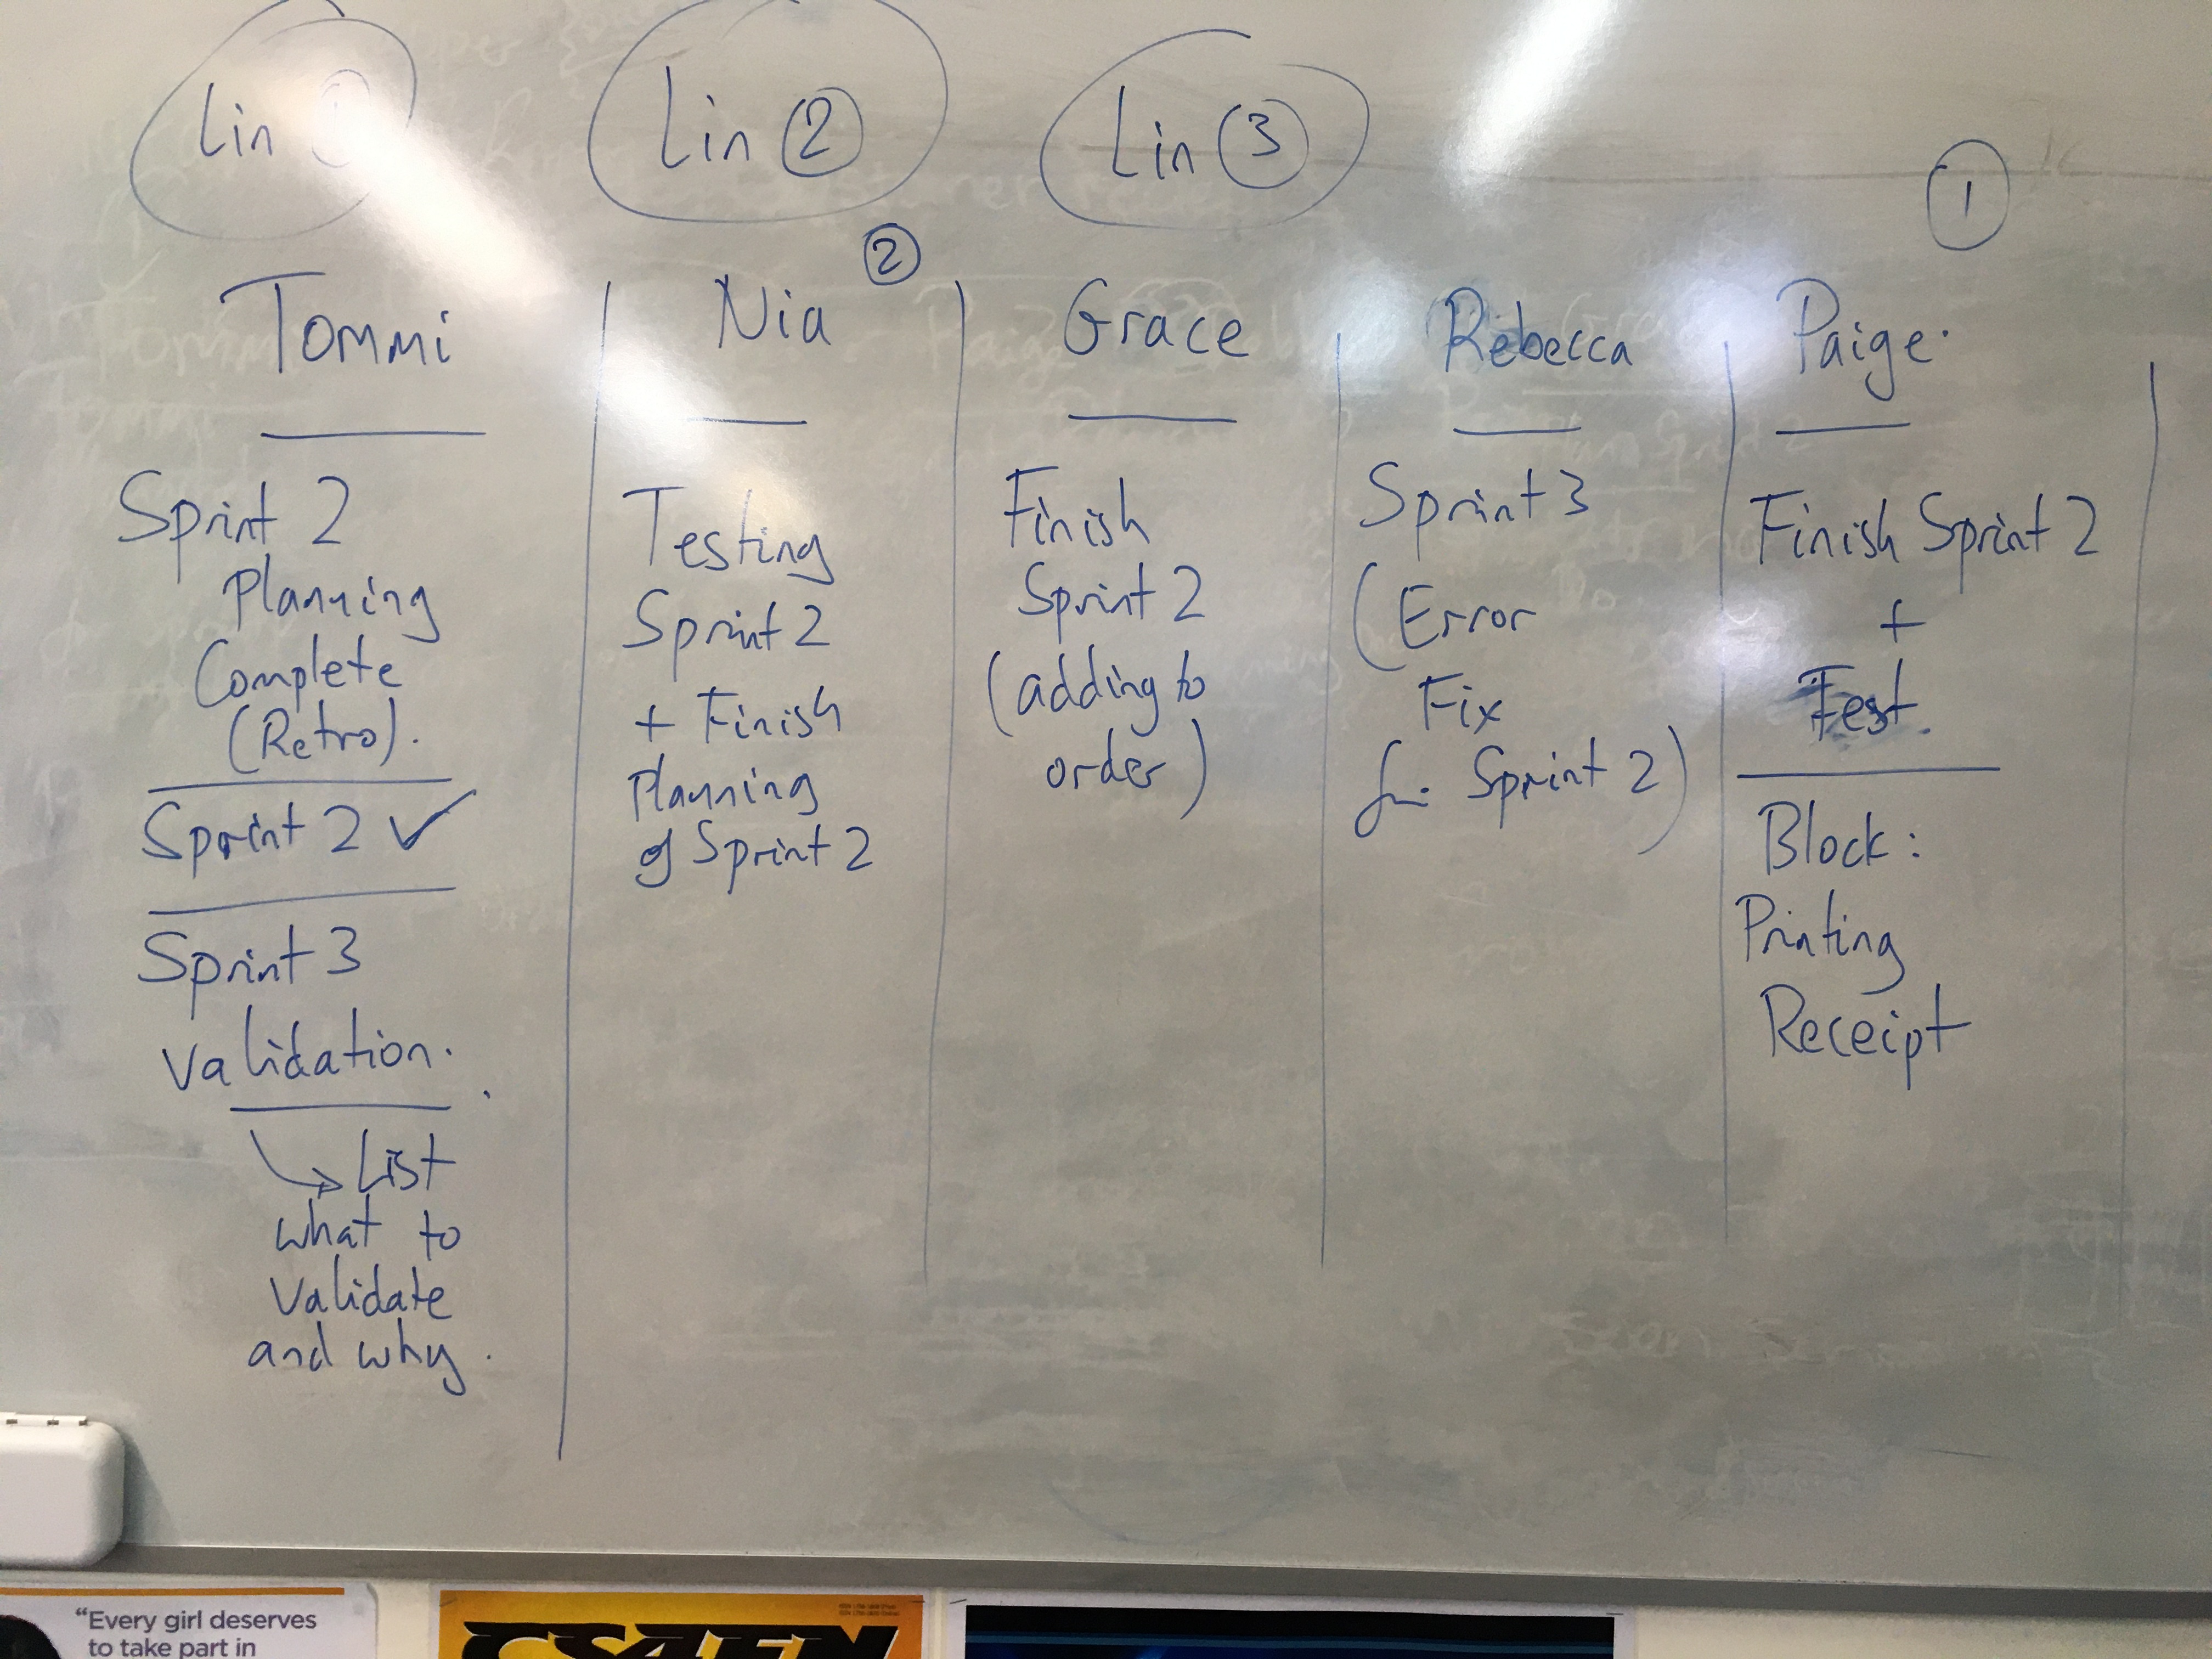 Lin 1
Lin 2
Lin 3
1
2
Tommi
Sprint 2
Planning
Complete
(Retro).
Sprint 2 ✓
Sprint 3
Validation.
→ List
what to
Validate
and why.
Nia
Testing
Sprint 2
+ Finish
Planning
of Sprint 2
Grace
Finish
Sprint 2
(adding to
order)
Rebecca
Sprint 3
(Error
Fix
for Sprint 2)
Paige.
Finish Sprint 2
+
Test.
Block:
Printing
Receipt
"Every girl deserves
to take part in
CS4FN